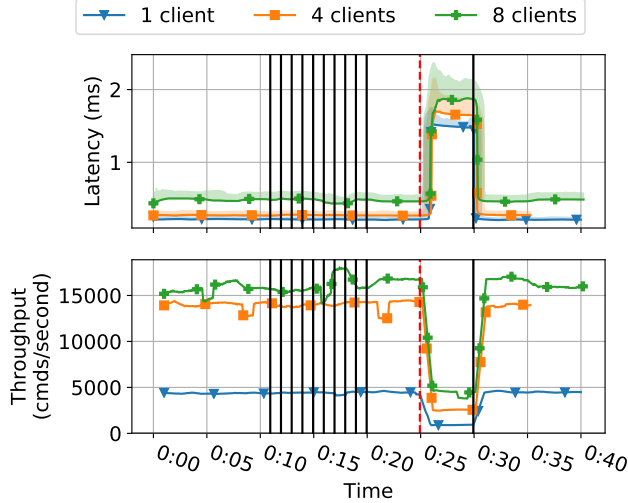 1 client
4 clients
8 clients
Latency (ms)
2
1
Throughput
(cmds/second)
15000
10000
5000
0
0:00
0:05
0:10
0:15
0:20
0:25
0:30
0:35
0:40
Time